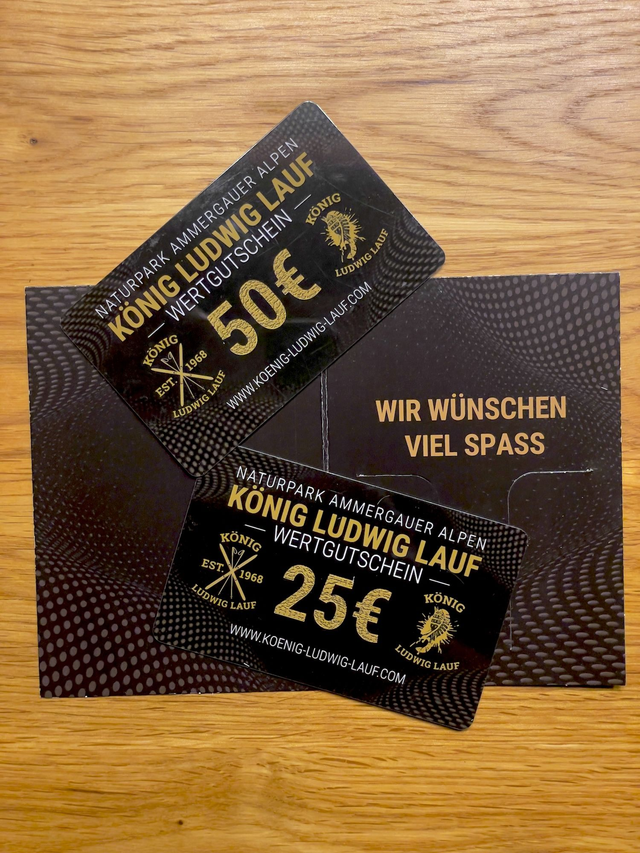 NATURPARK AMMERGAUER ALPEN
KÖNIG LUDWIG LAUF
— WERTGUTSCHEIN —
50€
KÖNIG
LUDWIG LAUF
KÖNIG
EST. 1968
LUDWIG LAUF
WWW.KOENIG-LUDWIG-LAUF.COM
WIR WÜNSCHEN
VIEL SPASS
NATURPARK AMMERGAUER ALPEN
KÖNIG LUDWIG LAUF
— WERTGUTSCHEIN —
KÖNIG
EST. 1968
LUDWIG LAUF
25€
KÖNIG
LUDWIG LAUF
WWW.KOENIG-LUDWIG-LAUF.COM